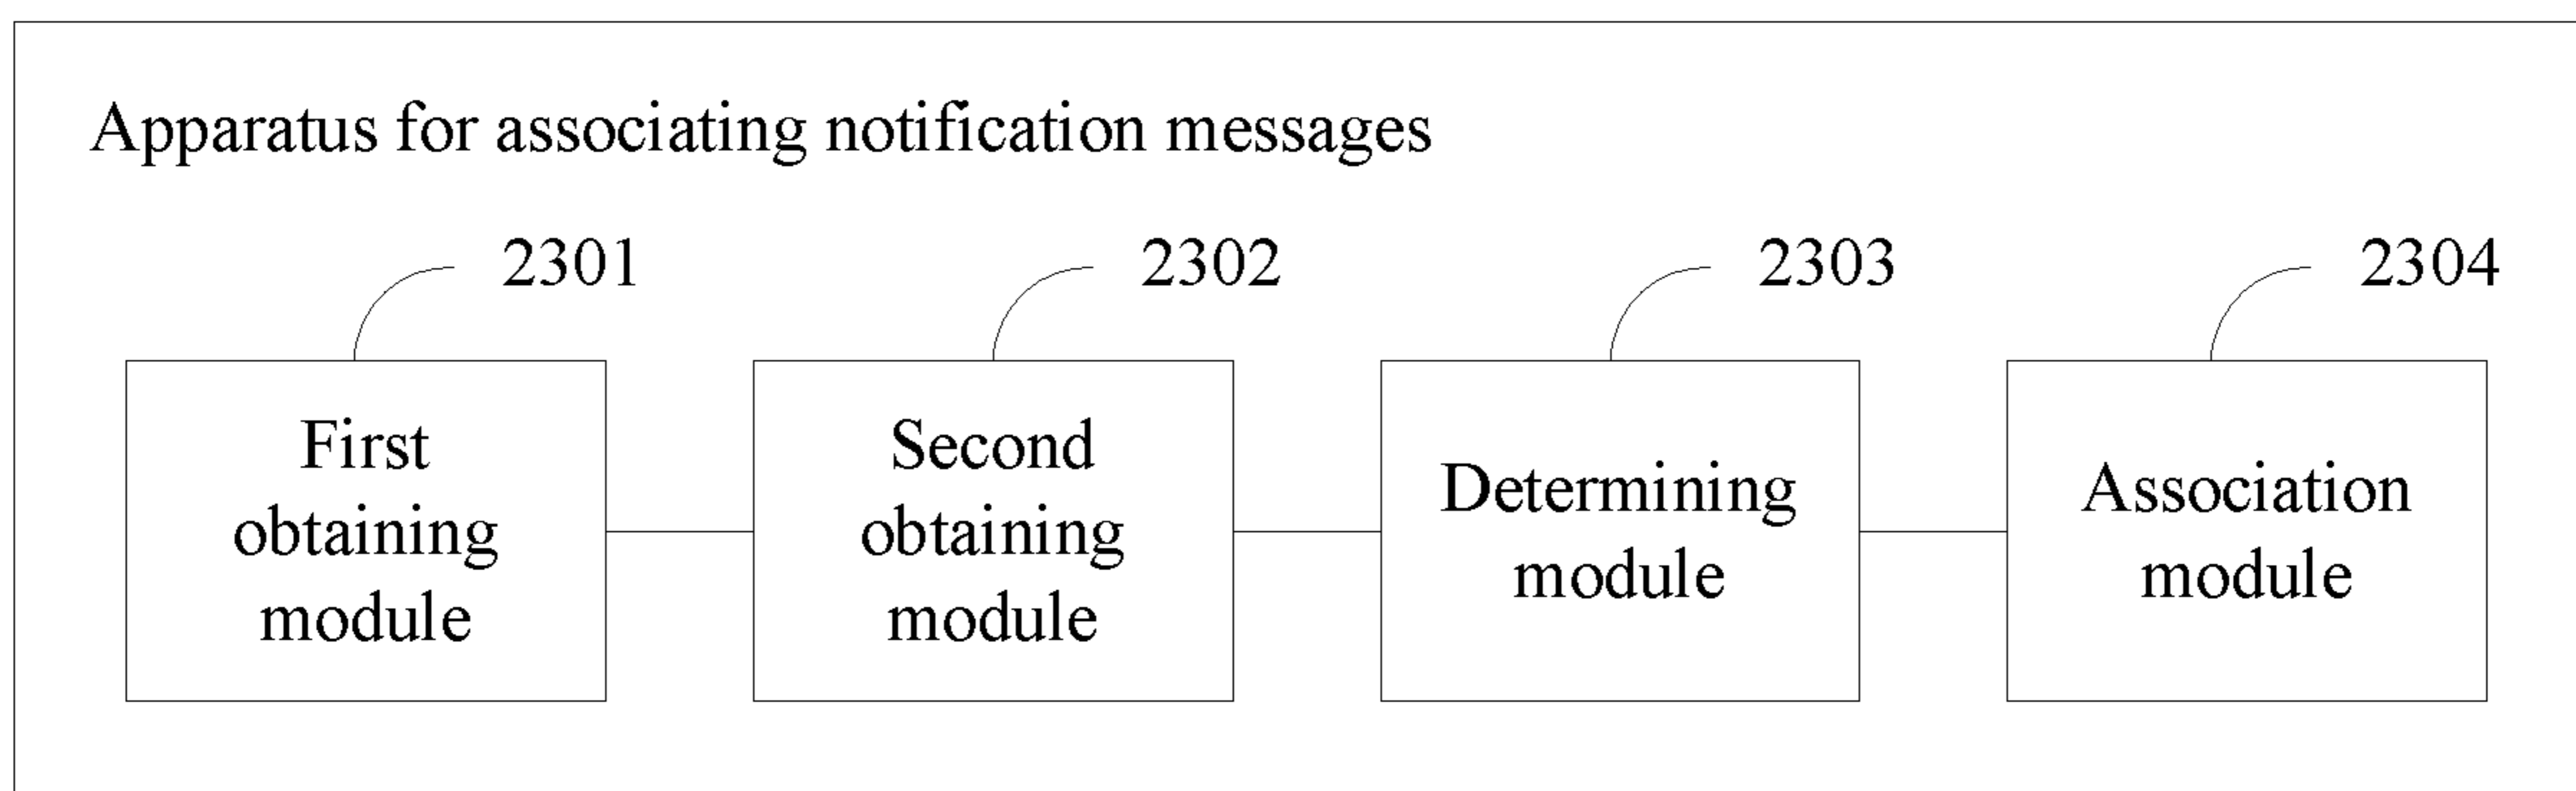 Apparatus for associating notification messages
2301
2302
2303
2304
First
obtaining
module
Second
obtaining
module
Determining
module
Association
module